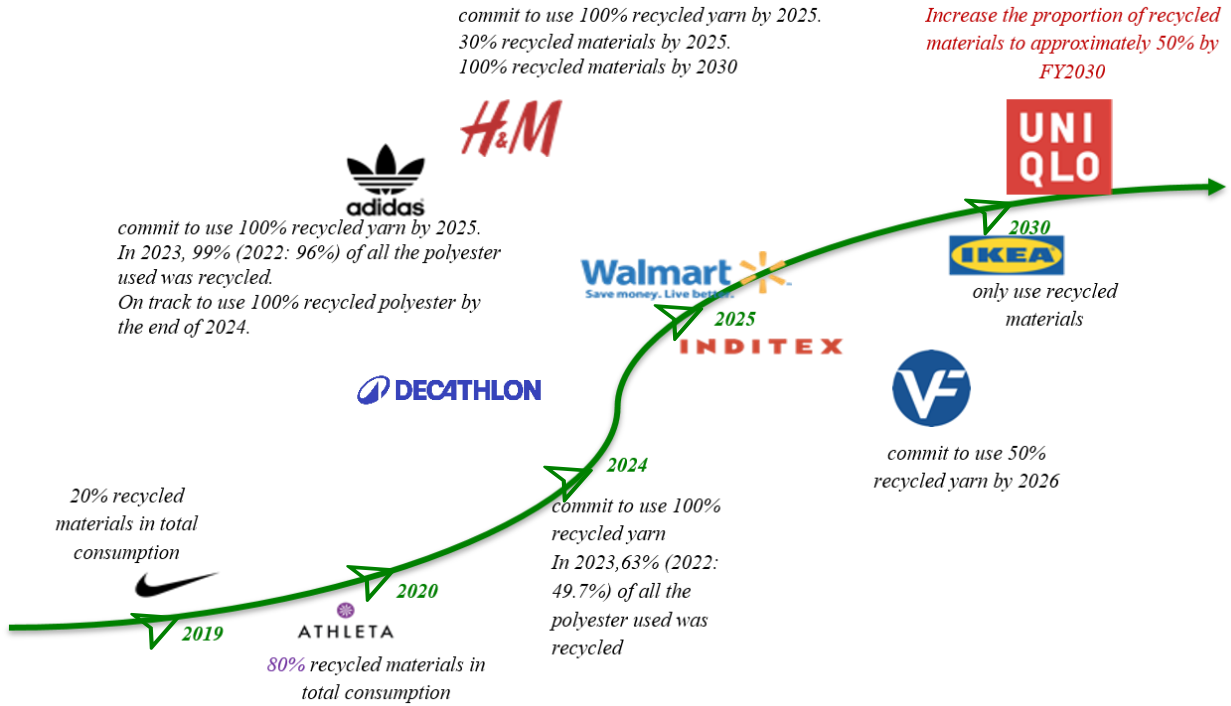 commit to use 100% recycled yarn by 2025.
30% recycled materials by 2025.
100% recycled materials by 2030
H&M
Increase the proportion of recycled
materials to approximately 50% by
FY2030
UNI
QLO
adidas
commit to use 100% recycled yarn by 2025.
In 2023, 99% (2022: 96%) of all the polyester
used was recycled.
On track to use 100% recycled polyester by
the end of 2024.
2030
IKEA
only use recycled
materials
Walmart
Save money. Live better.
2025
INDITEX
DECATHLON
VF
commit to use 50%
recycled yarn by 2026
2024
commit to use 100%
recycled yarn
In 2023,63% (2022:
49.7%) of all the
polyester used was
recycled
20% recycled
materials in total
consumption
2019
2020
ATHLETA
80% recycled materials in
total consumption